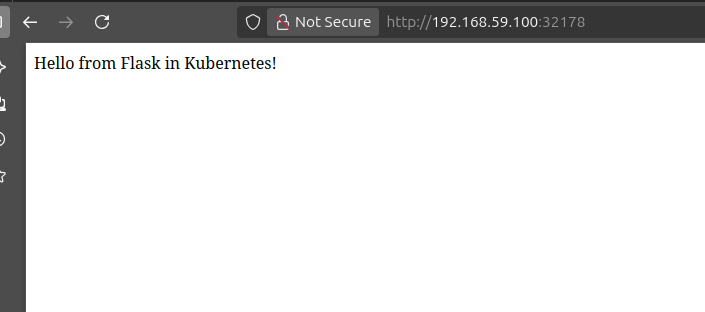 Not Secure http://192.168.59.100:32178
Hello from Flask in Kubernetes!